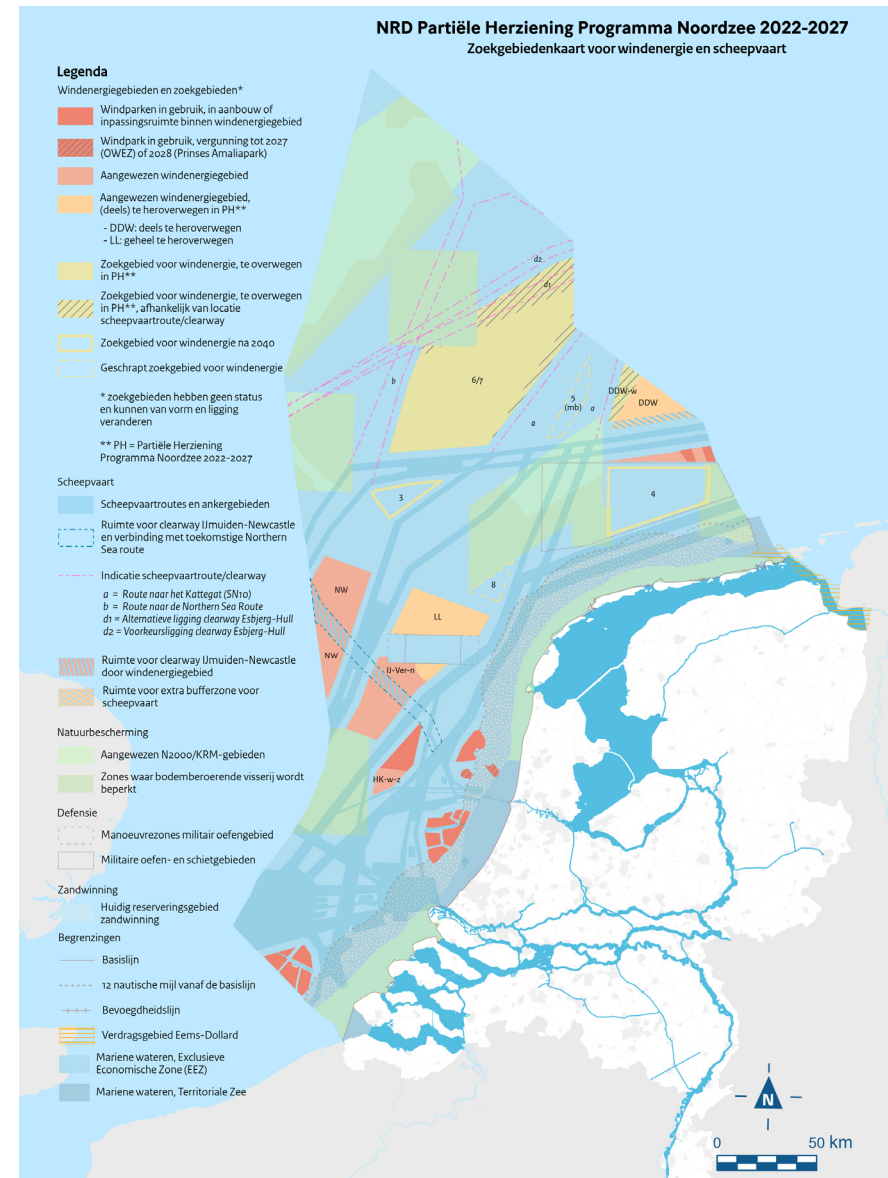 NRD Partiële Herziening Programma Noordzee 2022-2027
Zoekgebiedenkaart voor windenergie en scheepvaart
Legenda
Windenergiegebieden en zoekgebieden*
Windparken in gebruik, in aanbouw of
inpassingsruimte binnen windenergiegebied
Windpark in gebruik, vergunning tot 2027
(OWEZ) of 2028 (Prinses Amaliapark)
Aangewezen windenergiegebied
Aangewezen windenergiegebied,
(deels) te heroverwegen in PH**
- DDW: deels te heroverwegen
- LL: geheel te heroverwegen
Zoekgebied voor windenergie, te overwegen
in PH**
Zoekgebied voor windenergie, te overwegen
in PH**, afhankelijk van locatie
scheepvaartroute/clearway
Zoekgebied voor windenergie na 2040
Geschrapt zoekgebied voor windenergie
* zoekgebieden hebben geen status
en kunnen van vorm en ligging
veranderen
** PH = Partiële Herziening
Programma Noordzee 2022-2027
Scheepvaart
Scheepvaartroutes en ankergebieden
Ruimte voor clearway IJmuiden-Newcastle
en verbinding met toekomstige Northern
Sea route
Indicatie scheepvaartroute/clearway
a = Route naar het Kattegat (SN10)
b = Route naar de Northern Sea Route
d1 = Alternatieve ligging clearway Esbjerg-Hull
d2 = Voorkeursligging clearway Esbjerg-Hull
Ruimte voor clearway IJmuiden-Newcastle
door windenergiegebied
Ruimte voor extra bufferzone voor
scheepvaart
Natuurbescherming
Aangewezen N2000/KRM-gebieden
Zones waar bodemberoerende visserij wordt
beperkt
Defensie
Manoeuvrezones militair oefengebied
Militaire oefen- en schietgebieden
Zandwinning
Huidig reserveringsgebied
zandwinning
Begrenzingen
Basislijn
12 nautische mijl vanaf de basislijn
Bevoegdheidslijn
Verdragsgebied Eems-Dollard
Mariene wateren, Exclusieve
Economische Zone (EEZ)
Mariene wateren, Territoriale Zee
d2
d1
b
6/7
5
(mb)
a
a
DDW-w
DDW
3
4
8
NW
LL
NW
IJ-Ver-n
HK-w-z
N
0
50 km